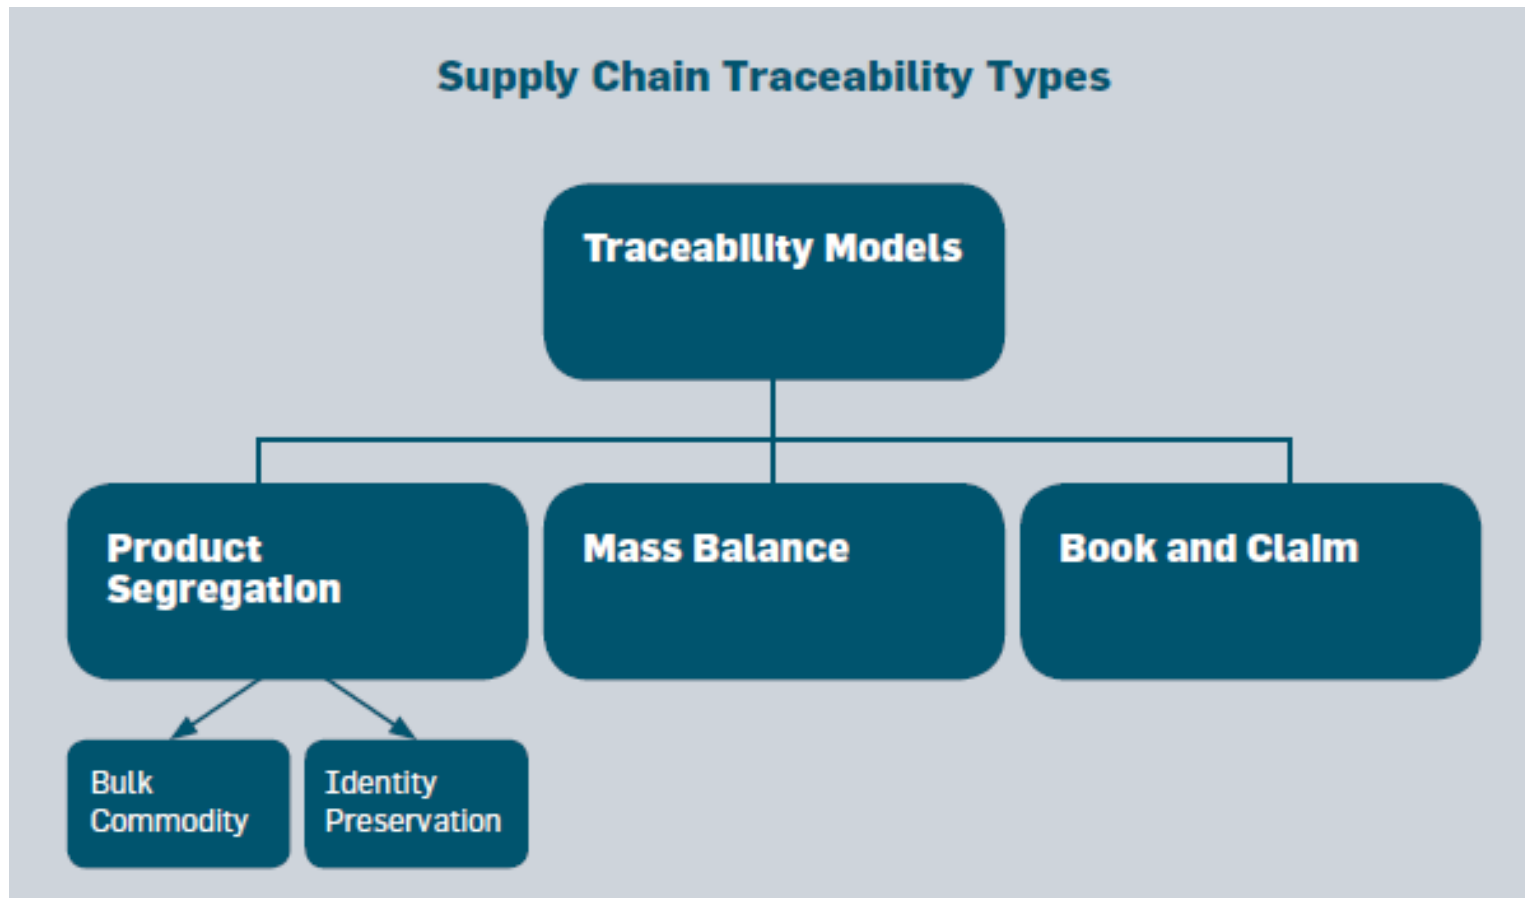 Supply Chain Traceability Types
Traceability Models
Product
Segregation
Mass Balance
Book and Claim
Bulk
Commodity
Identity
Preservation